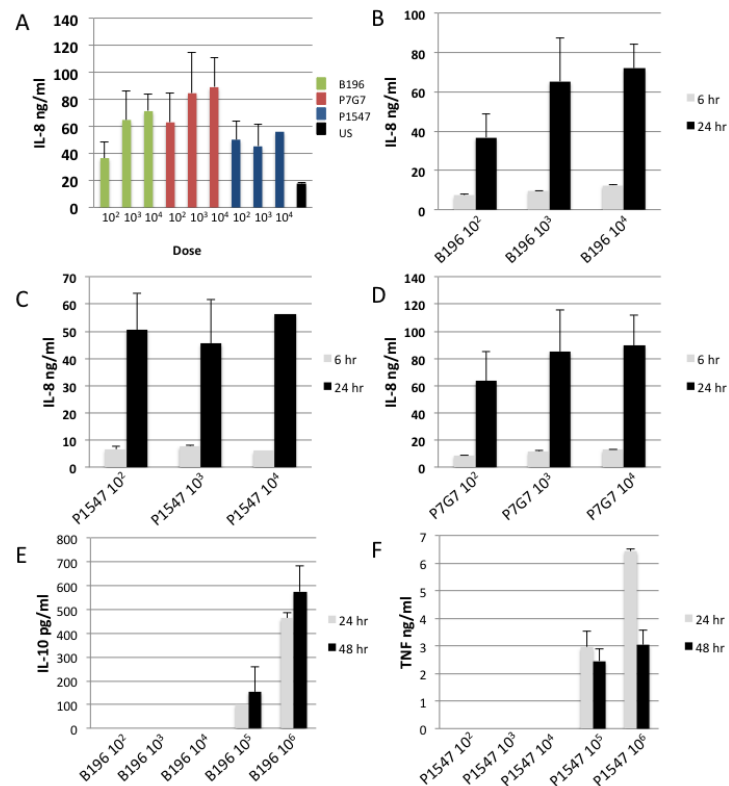 A
140
120
100
80
60
40
20
0
IL-8 ng/ml
10² 10³ 10⁴ 10² 10³ 10⁴ 10² 10³ 10⁴
Dose
B196
P7G7
P1547
US
B
100
80
60
40
20
0
IL-8 ng/ml
B196 10²
B196 10³
B196 10⁴
6 hr
24 hr
C
70
60
50
40
30
20
10
0
IL-8 ng/ml
P1547 10²
P1547 10³
P1547 10⁴
6 hr
24 hr
D
140
120
100
80
60
40
20
0
IL-8 ng/ml
P7G7 10²
P7G7 10³
P7G7 10⁴
6 hr
24 hr
E
800
700
600
500
400
300
200
100
0
IL-10 pg/ml
B196 10²
B196 10³
B196 10⁴
B196 10⁵
B196 10⁶
24 hr
48 hr
F
7
6
5
4
3
2
1
0
TNF ng/ml
P1547 10²
P1547 10³
P1547 10⁴
P1547 10⁵
P1547 10⁶
24 hr
48 hr